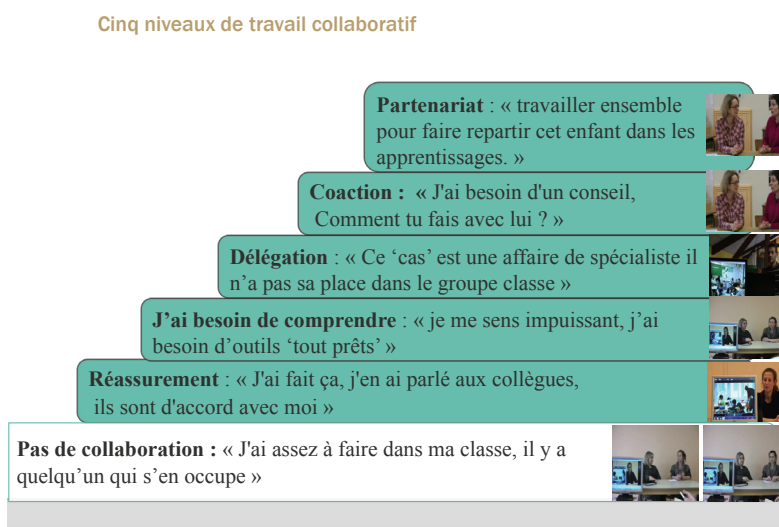 Cinq niveaux de travail collaboratif
Partenariat : « travailler ensemble
pour faire repartir cet enfant dans les
apprentissages. »
Coaction : « J'ai besoin d'un conseil,
Comment tu fais avec lui ? »
Délégation : « Ce ‘cas’ est une affaire de spécialiste il
n’a pas sa place dans le groupe classe »
J’ai besoin de comprendre : « je me sens impuissant, j’ai
besoin d’outils ‘tout prêts’ »
Réassurement : « J'ai fait ça, j'en ai parlé aux collègues,
ils sont d'accord avec moi »
Pas de collaboration : « J'ai assez à faire dans ma classe, il y a
quelqu’un qui s’en occupe »